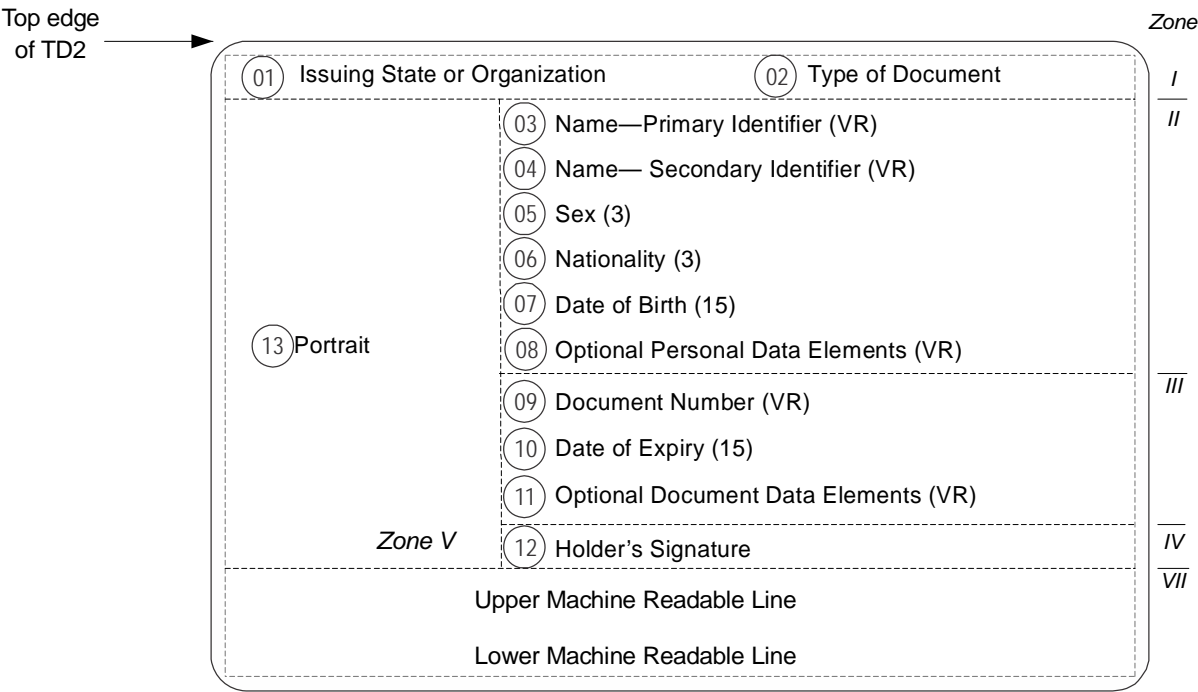 Top edge
of TD2
Zone
01 Issuing State or Organization 02 Type of Document
I
II
03 Name—Primary Identifier (VR)
04 Name— Secondary Identifier (VR)
05 Sex (3)
06 Nationality (3)
07 Date of Birth (15)
13 Portrait
08 Optional Personal Data Elements (VR)
III
09 Document Number (VR)
10 Date of Expiry (15)
11 Optional Document Data Elements (VR)
Zone V
12 Holder's Signature
IV
VII
Upper Machine Readable Line
Lower Machine Readable Line